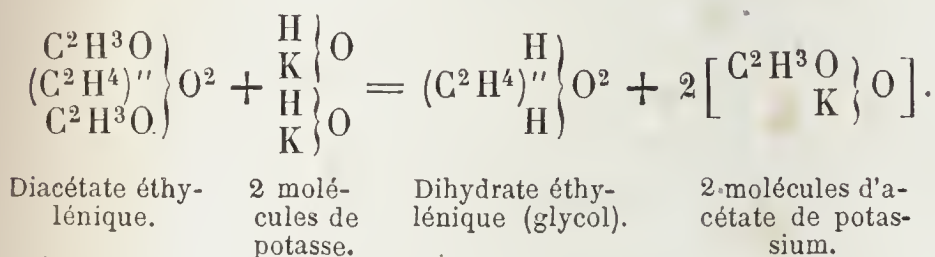 C²H³O
(C²H⁴)″ } O² + H K } O H K } O = (C²H⁴)″ H H } O² + 2 [ C²H³O K } O ].
C²H³O
Diacétate éthy- 2 molé- Dihydrate éthy- 2 molécules d'a-
lénique. cules de lénique (glycol). cétate de potas-
potasse. sium.